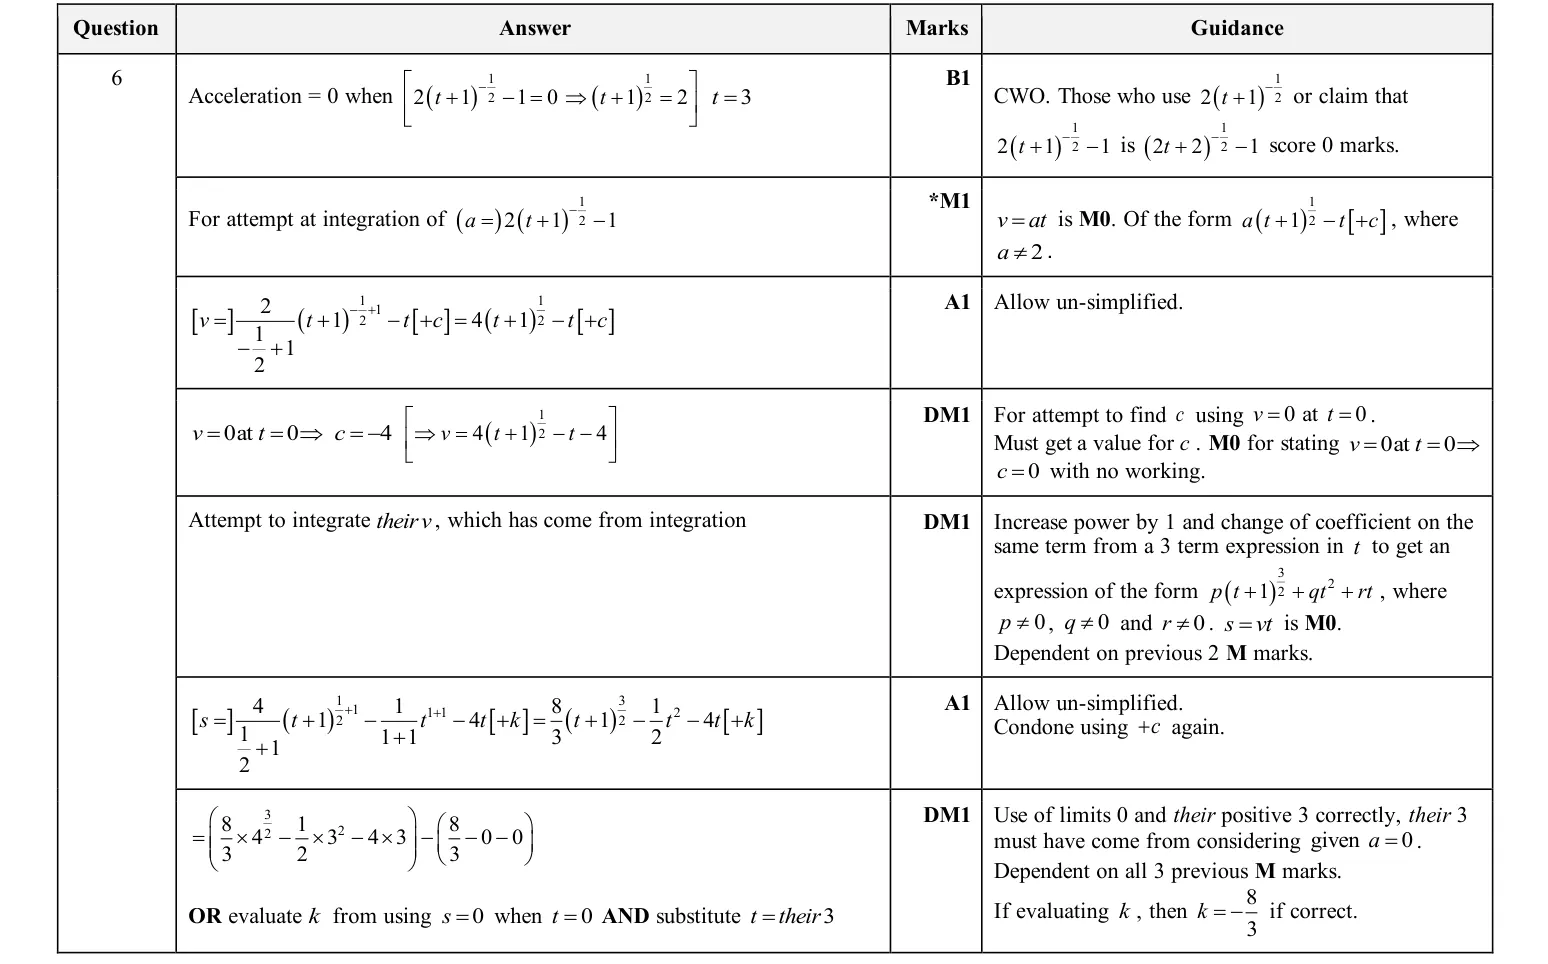 Question Answer Marks Guidance
6
Acceleration = 0 when [2(t+1)^{-1/2} −1=0 ⇒ (t+1)^{1/2} = 2] t=3
B1
CWO. Those who use 2(t+1)^{-1/2} or claim that
2(t+1)^{-1/2} −1 is (2t+2)^{-1/2} −1 score 0 marks.
For attempt at integration of (a=)2(t+1)^{-1/2} −1
*M1
v=at is M0. Of the form a(t+1)^{1/2} −t[+c], where
a≠2.
[v=] 2/(−1/2+1) (t+1)^{−1/2+1} −t[+c] = 4(t+1)^{1/2} −t[+c]
A1
Allow un-simplified.
v=0 at t=0⇒ c=−4 [⇒v=4(t+1)^{1/2} −t−4]
DM1
For attempt to find c using v=0 at t=0.
Must get a value for c. M0 for stating v=0 at t=0⇒
c=0 with no working.
Attempt to integrate their v, which has come from integration
DM1
Increase power by 1 and change of coefficient on the
same term from a 3 term expression in t to get an
expression of the form p(t+1)^{3/2} +qt² +rt, where
p≠0, q≠0 and r≠0. s=vt is M0.
Dependent on previous 2 M marks.
[s=] 4/(1/2+1) (t+1)^{1/2+1} − 1/(1+1) t^{1+1} −4t[+k] = 8/3 (t+1)^{3/2} − 1/2 t² −4t[+k]
A1
Allow un-simplified.
Condone using +c again.
=(8/3 ×4^{3/2} − 1/2 ×3² −4×3)−(8/3 −0−0)
OR evaluate k from using s=0 when t=0 AND substitute t=their 3
DM1
Use of limits 0 and their positive 3 correctly, their 3
must have come from considering given a=0.
Dependent on all 3 previous M marks.
If evaluating k, then k=−8/3 if correct.